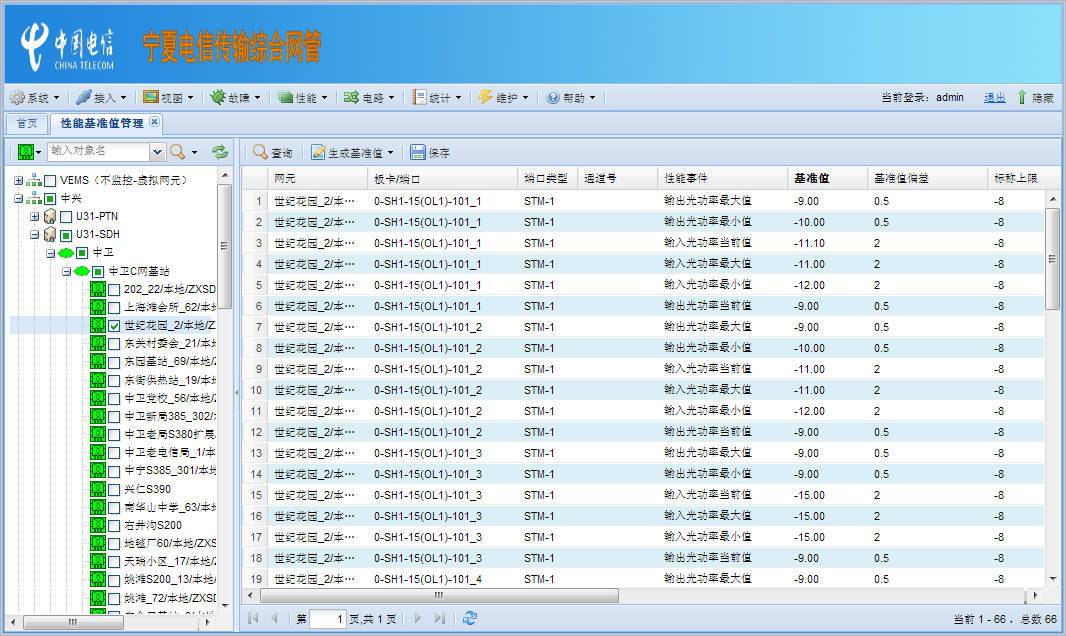 中国电信
CHINA TELECOM
宁夏电信传输综合网管
系统 接入 视图 故障 性能 电路 统计 维护 帮助 当前登录： admin 退出 隐藏
首页 性能基准值管理
输入对象名
VEMS（不监控-虚拟网元）
中兴
U31-PTN
U31-SDH
中卫
中卫C网基站
202_22/本地/ZXSD
上海滩会所_62/本
世纪花园_2/本地/Z
东关村委会_21/本
东园基站_69/本地/
东街供热站_19/本
中卫党校_56/本地/
中卫新局385_302/
中卫老局S380扩展
中卫老电信局_1/本
中宁S385_301/本地
兴仁S390
南华山中学_63/本
右井沟S200
地毯厂60/本地/ZXS
天瑞小区_17/本地/
姚滩S200_13/本地/
姚滩_72/本地/ZXSD
查询 生成基准值 保存
网元 板卡/端口 端口类型 通道号 性能事件 基准值 基准值偏差 标称上限
1 世纪花园_2/本… 0-SH1-15(OL1)-101_1 STM-1 输出光功率最大值 -9.00 0.5 -8
2 世纪花园_2/本… 0-SH1-15(OL1)-101_1 STM-1 输出光功率最小值 -10.00 0.5 -8
3 世纪花园_2/本… 0-SH1-15(OL1)-101_1 STM-1 输入光功率当前值 -11.10 2 -8
4 世纪花园_2/本… 0-SH1-15(OL1)-101_1 STM-1 输入光功率最大值 -11.00 2 -8
5 世纪花园_2/本… 0-SH1-15(OL1)-101_1 STM-1 输入光功率最小值 -12.00 2 -8
6 世纪花园_2/本… 0-SH1-15(OL1)-101_1 STM-1 输出光功率当前值 -9.00 0.5 -8
7 世纪花园_2/本… 0-SH1-15(OL1)-101_2 STM-1 输出光功率最大值 -9.00 0.5 -8
8 世纪花园_2/本… 0-SH1-15(OL1)-101_2 STM-1 输出光功率最小值 -10.00 0.5 -8
9 世纪花园_2/本… 0-SH1-15(OL1)-101_2 STM-1 输入光功率当前值 -11.00 2 -8
10 世纪花园_2/本… 0-SH1-15(OL1)-101_2 STM-1 输入光功率最大值 -11.00 2 -8
11 世纪花园_2/本… 0-SH1-15(OL1)-101_2 STM-1 输入光功率最小值 -12.00 2 -8
12 世纪花园_2/本… 0-SH1-15(OL1)-101_2 STM-1 输出光功率当前值 -9.00 0.5 -8
13 世纪花园_2/本… 0-SH1-15(OL1)-101_3 STM-1 输出光功率最大值 -9.00 0.5 -8
14 世纪花园_2/本… 0-SH1-15(OL1)-101_3 STM-1 输出光功率最小值 -9.00 0.5 -8
15 世纪花园_2/本… 0-SH1-15(OL1)-101_3 STM-1 输入光功率当前值 -15.00 2 -8
16 世纪花园_2/本… 0-SH1-15(OL1)-101_3 STM-1 输入光功率最大值 -15.00 2 -8
17 世纪花园_2/本… 0-SH1-15(OL1)-101_3 STM-1 输入光功率最小值 -15.00 2 -8
18 世纪花园_2/本… 0-SH1-15(OL1)-101_3 STM-1 输出光功率当前值 -9.00 0.5 -8
19 世纪花园_2/本… 0-SH1-15(OL1)-101_4 STM-1 输出光功率最大值 -9.00 0.5 -8
第 1 页,共 1 页 当前 1 - 66 ，总数 66